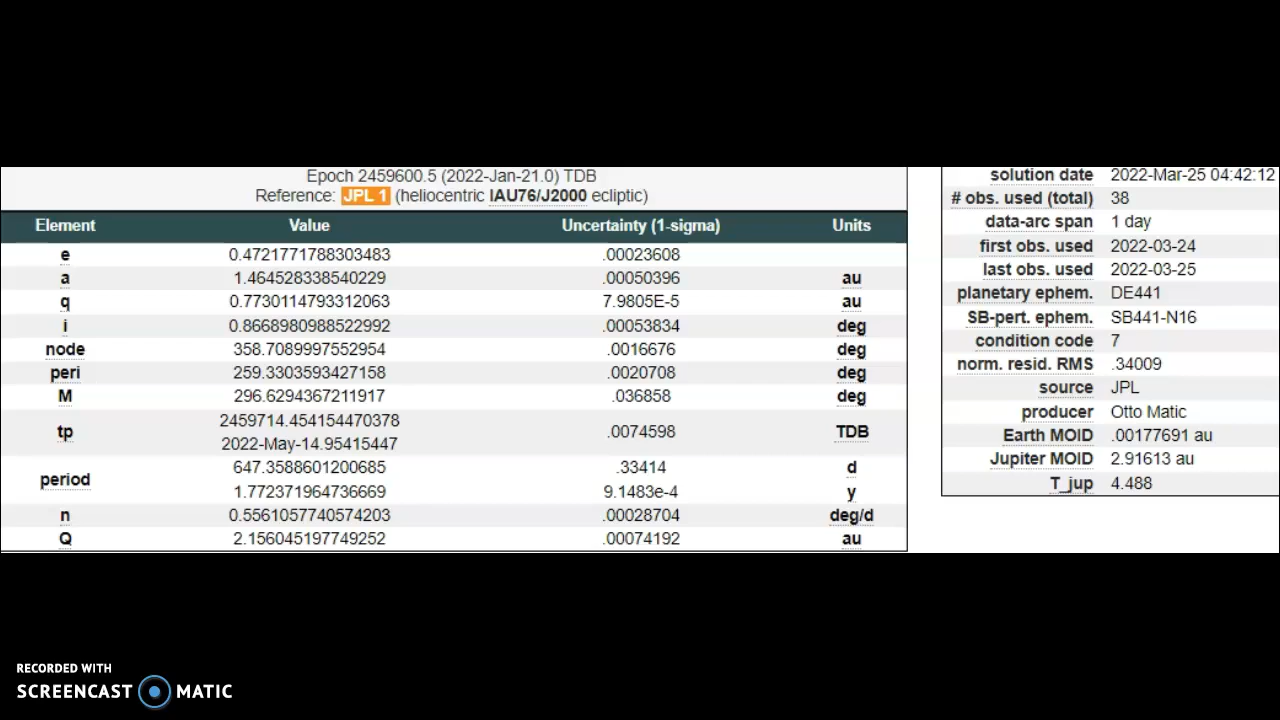 Epoch 2459600.5 (2022-Jan-21.0) TDB
Reference: JPL 1 (heliocentric IAU76/J2000 ecliptic)
Element Value Uncertainty (1-sigma) Units
e 0.4721771788303483 .00023608
a 1.464528338540229 .00050396 au
q 0.7730114793312063 7.9805E-5 au
i 0.8668980988522992 .00053834 deg
node 358.7089997552954 .0016676 deg
peri 259.3303593427158 .0020708 deg
M 296.6294367211917 .036858 deg
tp 2459714.454154470378 .0074598 TDB
2022-May-14.95415447
period 647.3588601200685 .33414 d
1.772371964736669 9.1483e-4 y
n 0.5561057740574203 .00028704 deg/d
Q 2.156045197749252 .00074192 au
solution date 2022-Mar-25 04:42:12
# obs. used (total) 38
data-arc span 1 day
first obs. used 2022-03-24
last obs. used 2022-03-25
planetary ephem. DE441
SB-pert. ephem. SB441-N16
condition code 7
norm. resid. RMS .34009
source JPL
producer Otto Matic
Earth MOID .00177691 au
Jupiter MOID 2.91613 au
T_jup 4.488
RECORDED WITH
SCREENCAST MATIC